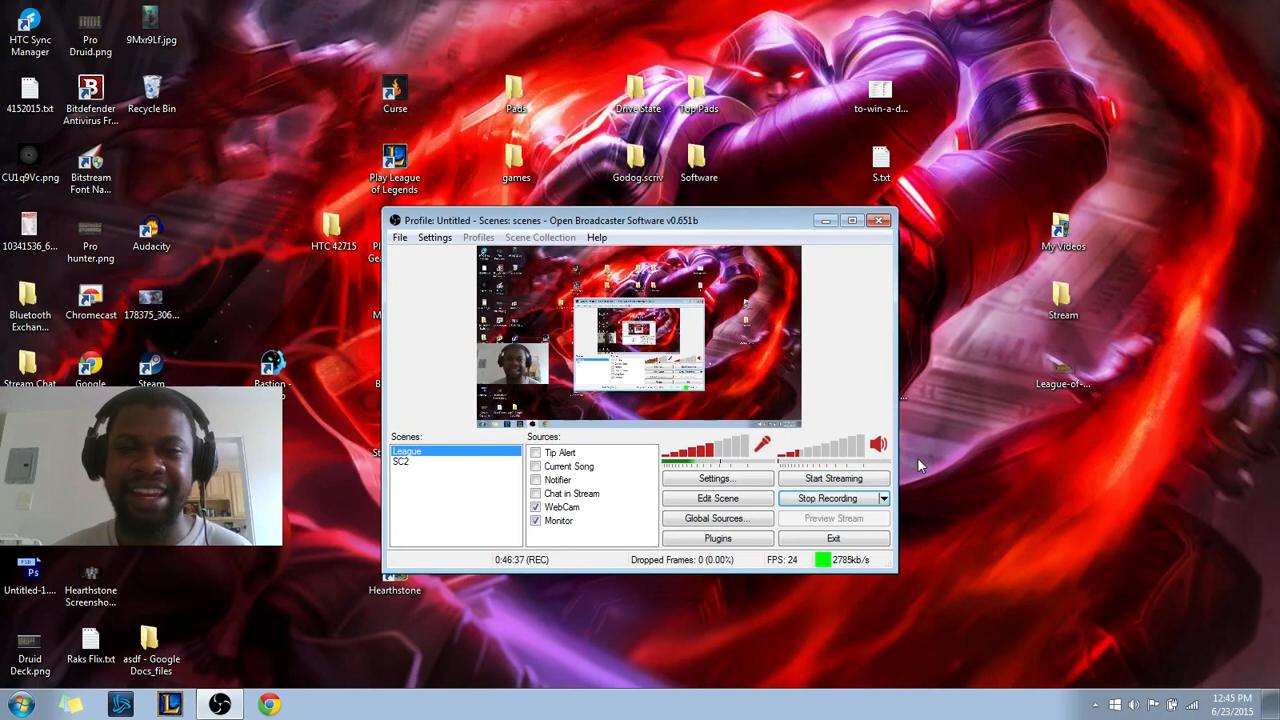 HTC Sync
Manager
Pro
Druid.png
9Mxr9Lf.jpg
4152015.txt
Bitdefender
Antivirus Fr...
Recycle Bin
Curse
Pads
Drive State
Top Pads
to-win-a-d...
CU1q9Vc.png
Bitstream
Font Na...
Play League
of Legends
games
Godog.scriv
Software
S.txt
10341536_6...
Pro
hunter.png
Audacity
HTC 42715
My Videos
Bluetooth
Exchan...
Chromecast
178375_306...
Stream
Steam
Bastion -
League-of-...
Profile: Untitled - Scenes: scenes - Open Broadcaster Software v0.651b
File Settings Profiles Scene Collection Help
Scenes:
League
SC2
Sources:
Tip Alert
Current Song
Notifier
Chat in Stream
WebCam
Monitor
Settings...
Start Streaming
Edit Scene
Stop Recording
Global Sources...
Preview Stream
Plugins
Exit
0:46:37 (REC)
Dropped Frames: 0 (0.00%)
FPS: 24
2785kb/s
Untitled-1....
Hearthstone
Screensho...
Hearthstone
Druid
Deck.png
Raks Flix.txt
asdf - Google
Docs_files
12:45 PM
6/23/2015